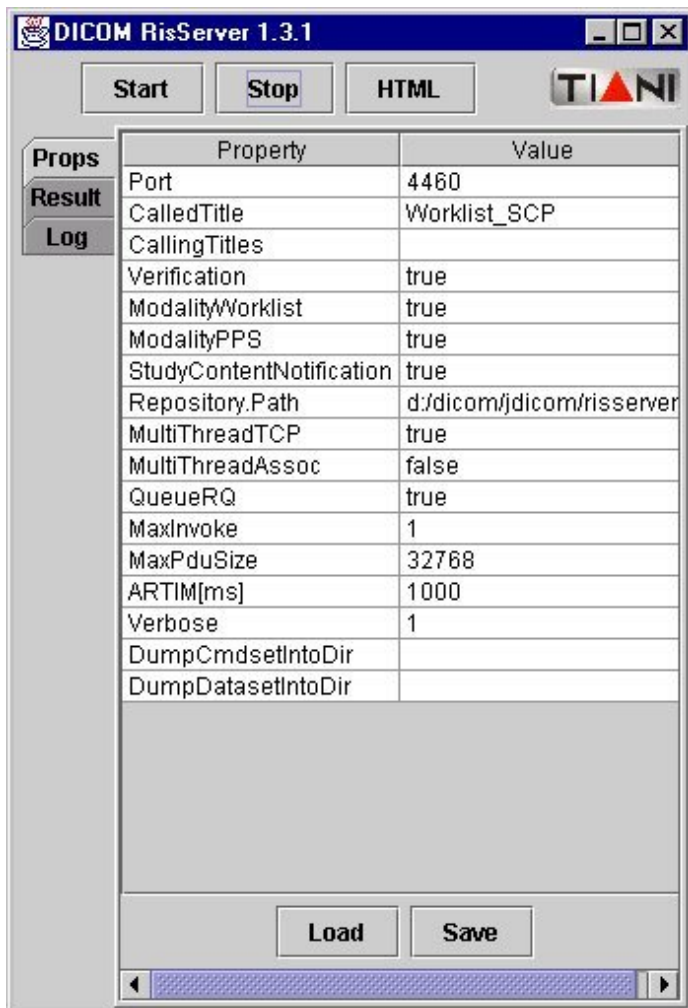 DICOM RisServer 1.3.1
Start Stop HTML TIANI
Props
Result
Log
Property Value
Port 4460
CalledTitle Worklist_SCP
CallingTitles
Verification true
ModalityWorklist true
ModalityPPS true
StudyContentNotification true
Repository.Path d:/dicom/jdicom/risserver
MultiThreadTCP true
MultiThreadAssoc false
QueueRQ true
MaxInvoke 1
MaxPduSize 32768
ARTIM[ms] 1000
Verbose 1
DumpCmdsetIntoDir
DumpDatasetIntoDir
Load Save